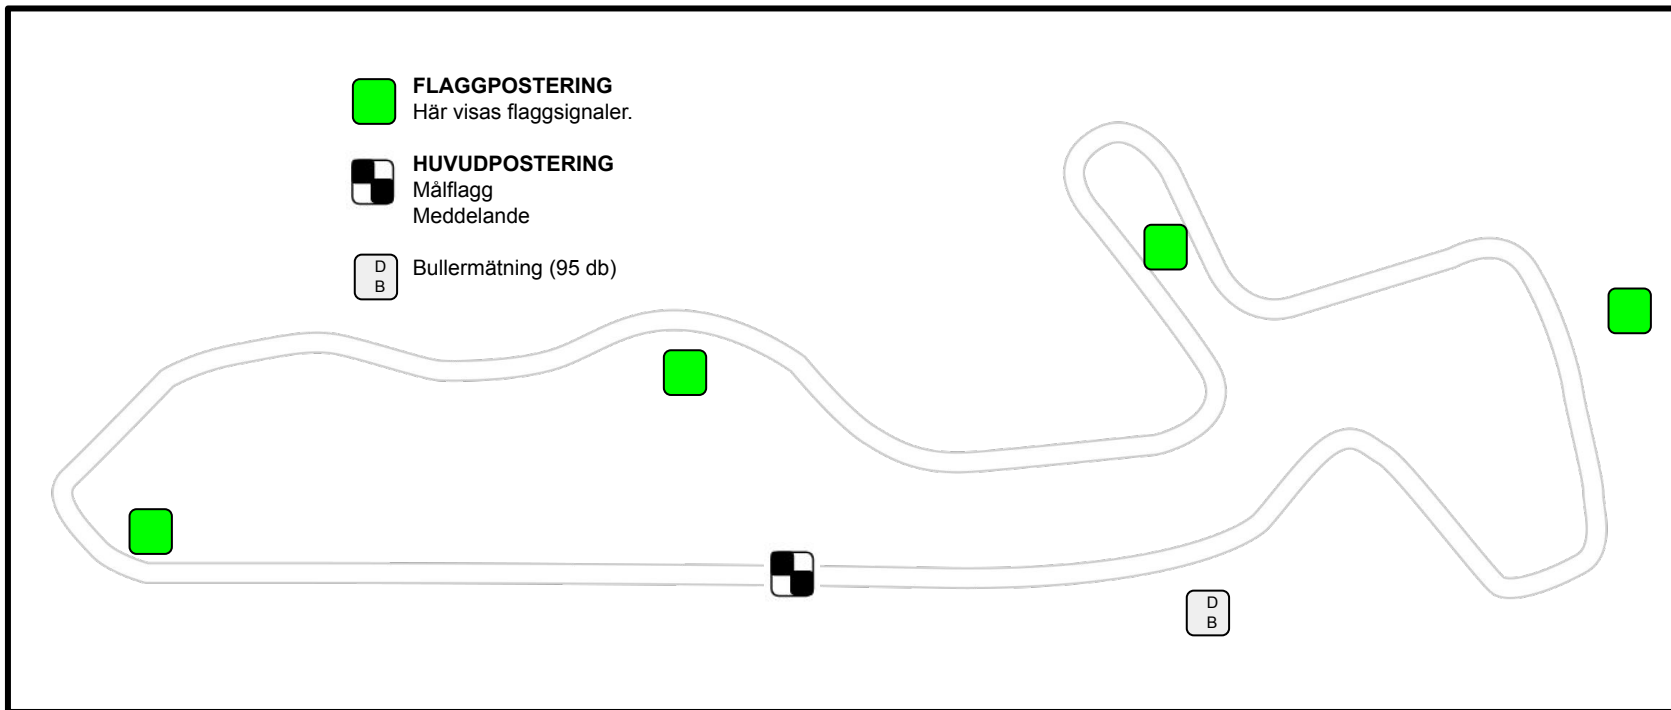 FLAGGPOSTERING
Här visas flaggsignaler.
HUVUDPOSTERING
Målflagg
Meddelande
D
B
Bullermätning (95 db)
D
B